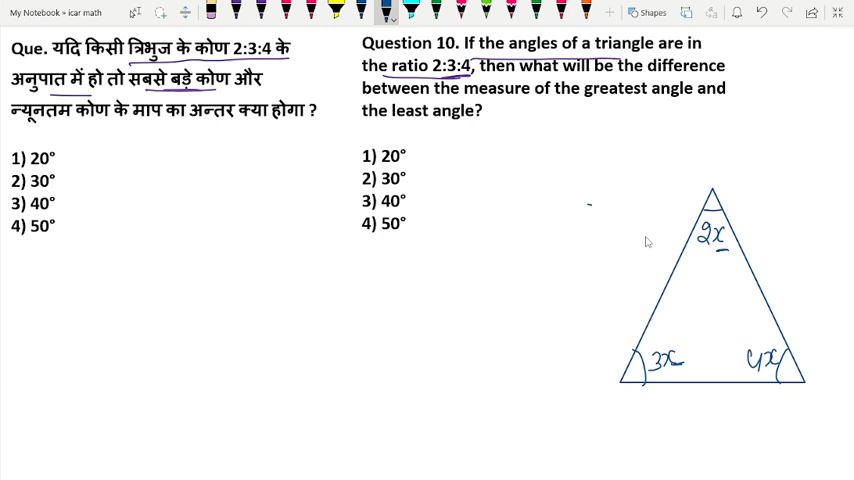 My Notebook » icar math
Shapes
Que. यदि किसी त्रिभुज के कोण 2:3:4 के
अनुपात में हो तो सबसे बड़े कोण और
न्यूनतम कोण के माप का अन्तर क्या होगा ?
1) 20°
2) 30°
3) 40°
4) 50°
Question 10. If the angles of a triangle are in
the ratio 2:3:4, then what will be the difference
between the measure of the greatest angle and
the least angle?
1) 20°
2) 30°
3) 40°
4) 50°
2x
3x
4x